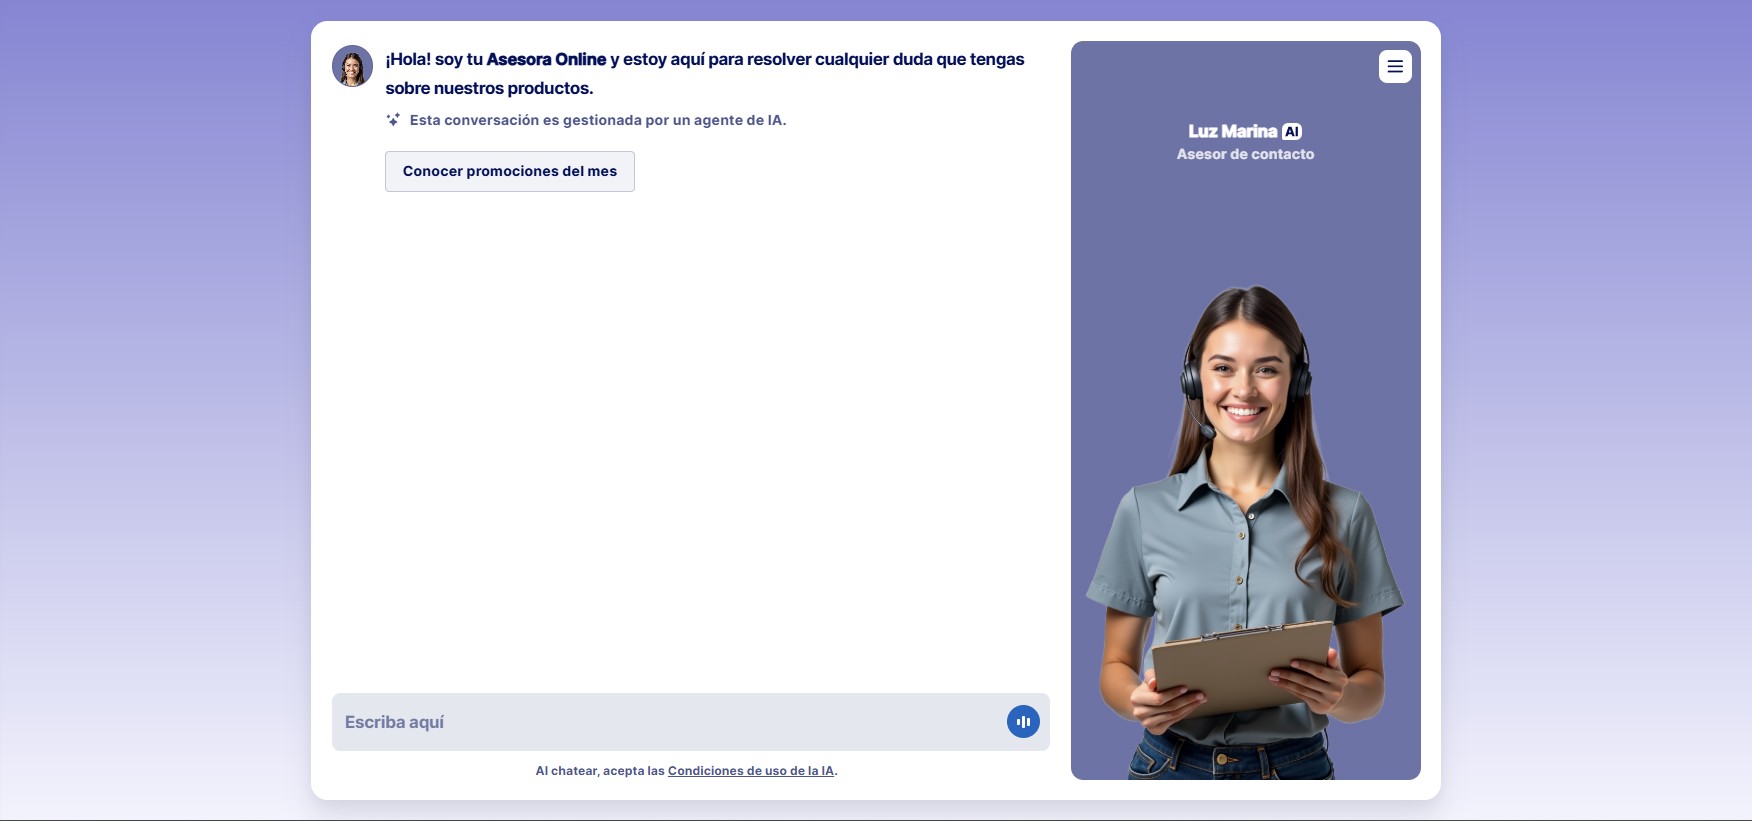 ¡Hola! soy tu Asesora Online y estoy aquí para resolver cualquier duda que tengas
sobre nuestros productos.
Esta conversación es gestionada por un agente de IA.
Conocer promociones del mes
Escriba aquí
Al chatear, acepta las Condiciones de uso de la IA.
Luz Marina AI
Asesor de contacto